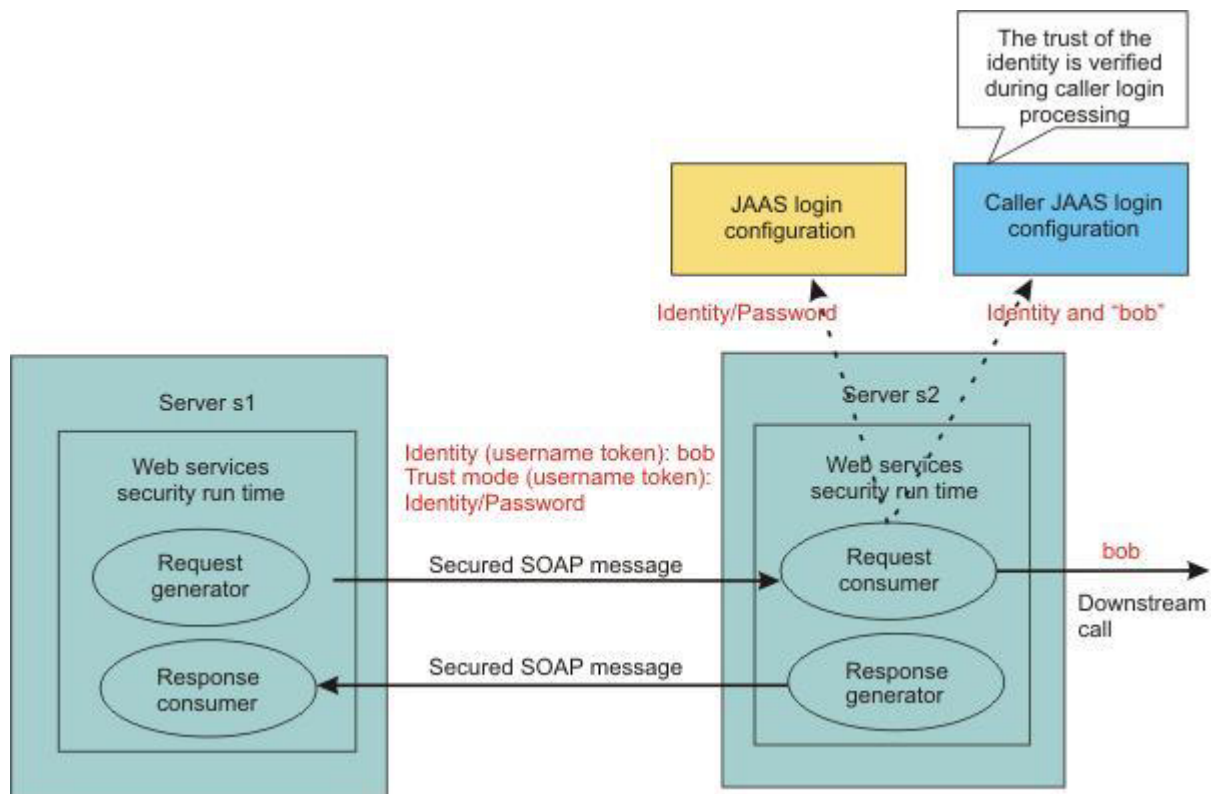 The trust of the
identity is verified
during caller login
processing
JAAS login
configuration
Caller JAAS login
configuration
Identity/Password
Identity and “bob”
Server s1
Web services
security run time
Request
generator
Response
consumer
Identity (username token): bob
Trust mode (username token):
Identity/Password
Secured SOAP message
Secured SOAP message
Server s2
Web services
security run time
Request
consumer
Response
generator
bob
Downstream
call